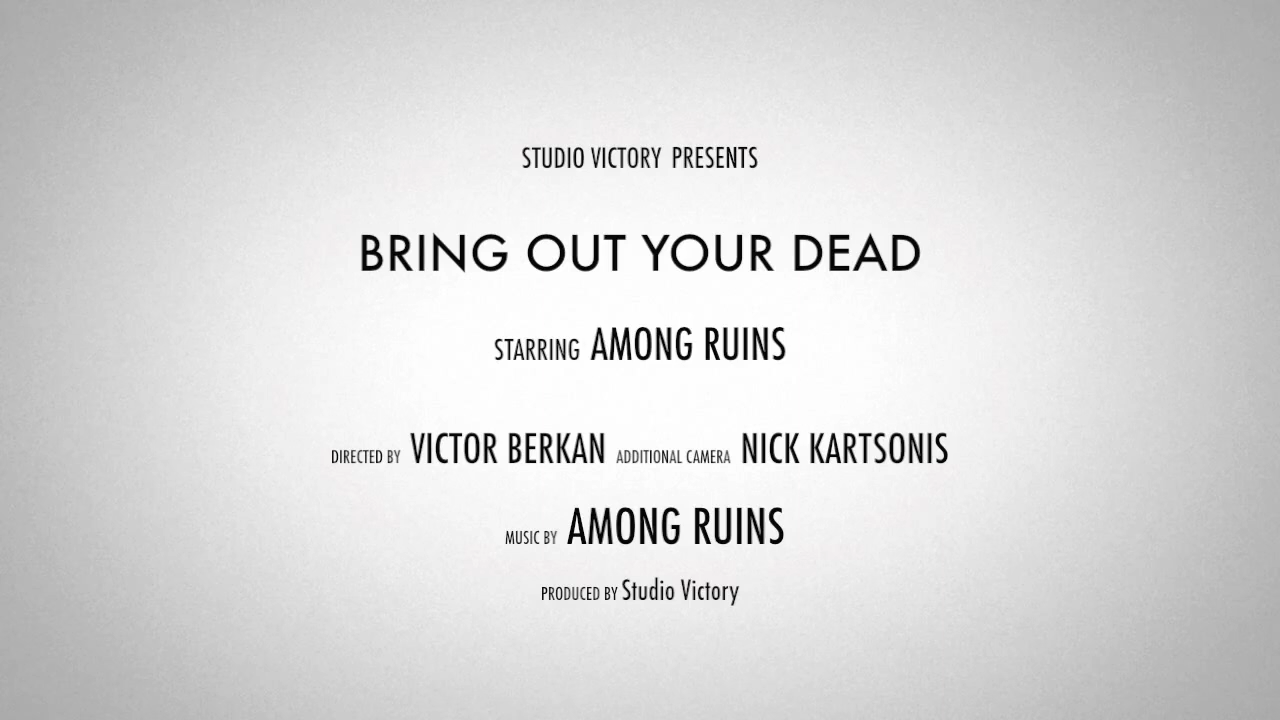 STUDIO VICTORY PRESENTS
BRING OUT YOUR DEAD
STARRING AMONG RUINS
DIRECTED BY VICTOR BERKAN ADDITIONAL CAMERA NICK KARTSONIS
MUSIC BY AMONG RUINS
PRODUCED BY Studio Victory